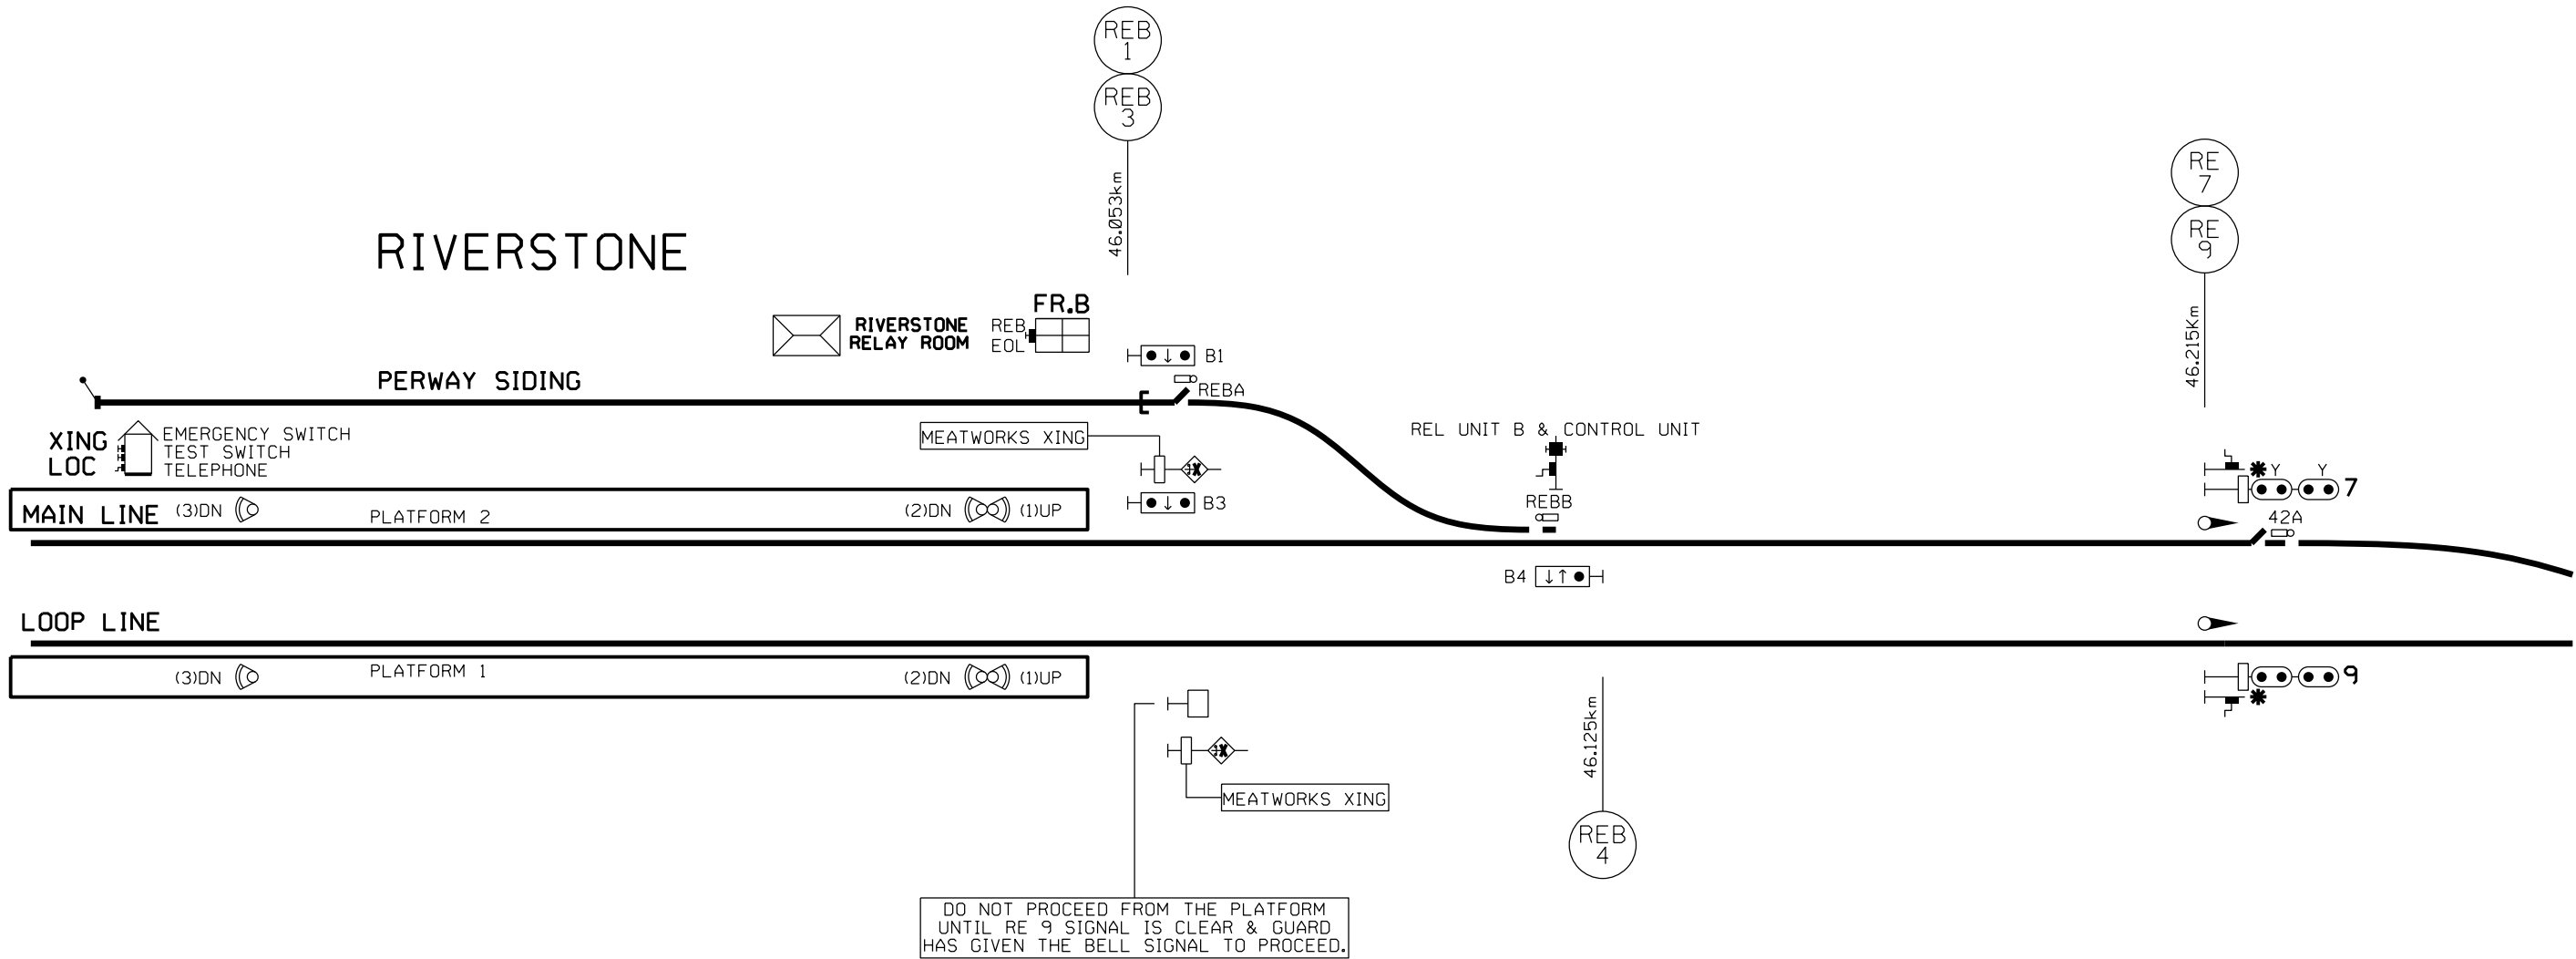 REB
1
REB
3
46.053km
RE
7
RE
9
46.215Km
RIVERSTONE
FR.B
RIVERSTONE
RELAY ROOM
REB
EOL
B1
PERWAY SIDING
REBA
XING
LOC
EMERGENCY SWITCH
TEST SWITCH
TELEPHONE
MEATWORKS XING
REL UNIT B & CONTROL UNIT
Y Y
7
MAIN LINE
(3)DN
PLATFORM 2
(2)DN
(1)UP
B3
REBB
42A
B4
LOOP LINE
(3)DN
PLATFORM 1
(2)DN
(1)UP
9
46.125km
MEATWORKS XING
REB
4
DO NOT PROCEED FROM THE PLATFORM
UNTIL RE 9 SIGNAL IS CLEAR & GUARD
HAS GIVEN THE BELL SIGNAL TO PROCEED.